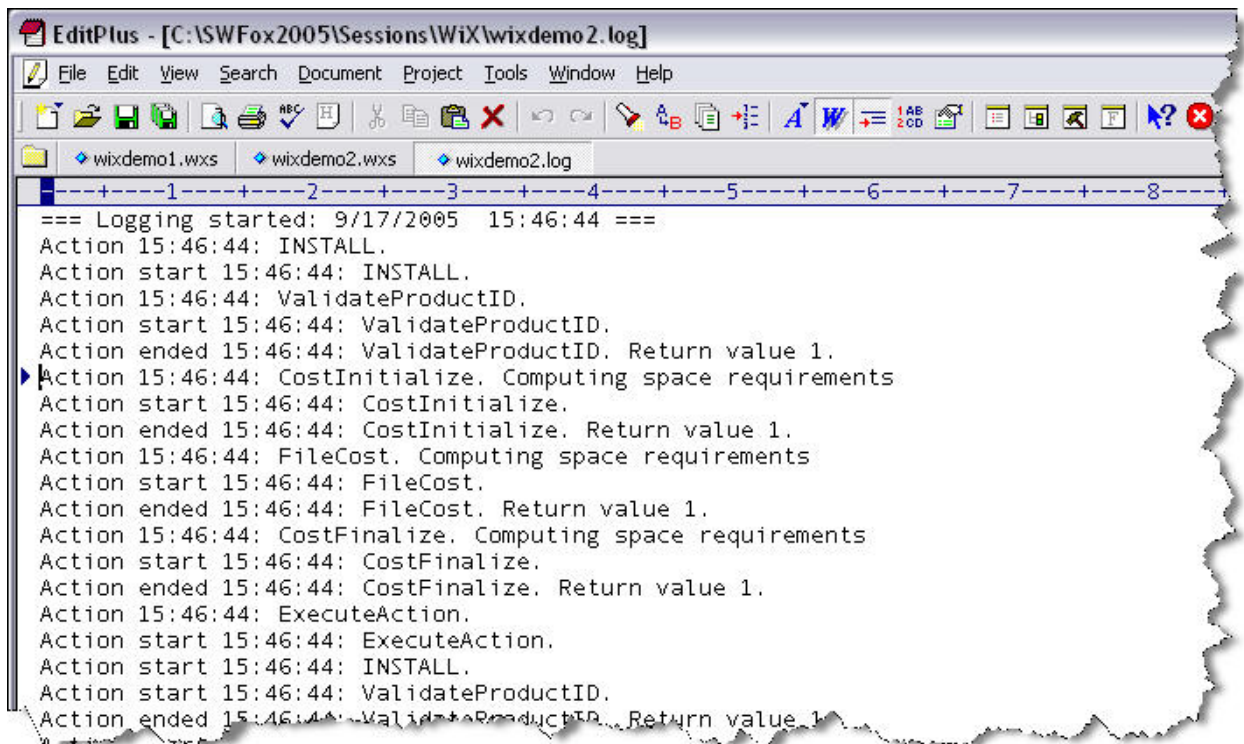 EditPlus - [C:\SWFox2005\Sessions\WiX\wixdemo2.log]
File Edit View Search Document Project Tools Window Help
wixdemo1.wxs wixdemo2.wxs wixdemo2.log
----+----1----+----2----+----3----+----4----+----5----+----6----+----7----+----8----+
=== Logging started: 9/17/2005  15:46:44 ===
Action 15:46:44: INSTALL.
Action start 15:46:44: INSTALL.
Action 15:46:44: ValidateProductID.
Action start 15:46:44: ValidateProductID.
Action ended 15:46:44: ValidateProductID. Return value 1.
Action 15:46:44: CostInitialize. Computing space requirements
Action start 15:46:44: CostInitialize.
Action ended 15:46:44: CostInitialize. Return value 1.
Action 15:46:44: FileCost. Computing space requirements
Action start 15:46:44: FileCost.
Action ended 15:46:44: FileCost. Return value 1.
Action 15:46:44: CostFinalize. Computing space requirements
Action start 15:46:44: CostFinalize.
Action ended 15:46:44: CostFinalize. Return value 1.
Action 15:46:44: ExecuteAction.
Action start 15:46:44: ExecuteAction.
Action start 15:46:44: INSTALL.
Action start 15:46:44: ValidateProductID.
Action ended 15:46:44: ValidateProductID. Return value 1